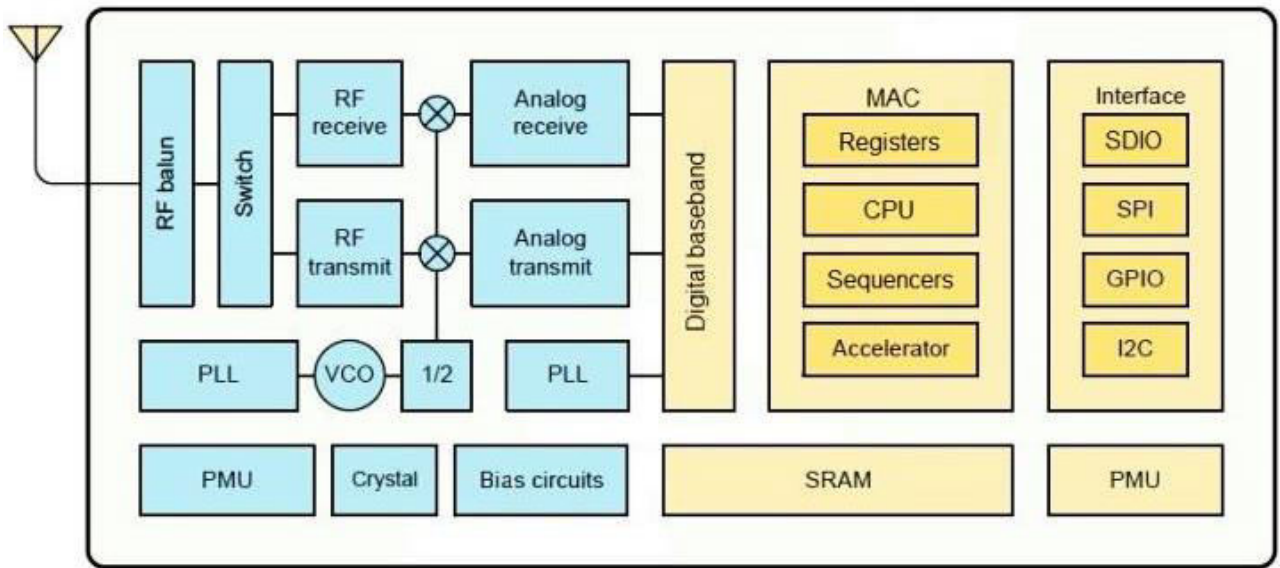 RF balun
Switch
RF
receive
Analog
receive
RF
transmit
Analog
transmit
PLL
VCO
1/2
PLL
Digital baseband
MAC
Registers
CPU
Sequencers
Accelerator
Interface
SDIO
SPI
GPIO
I2C
PMU
Crystal
Bias circuits
SRAM
PMU